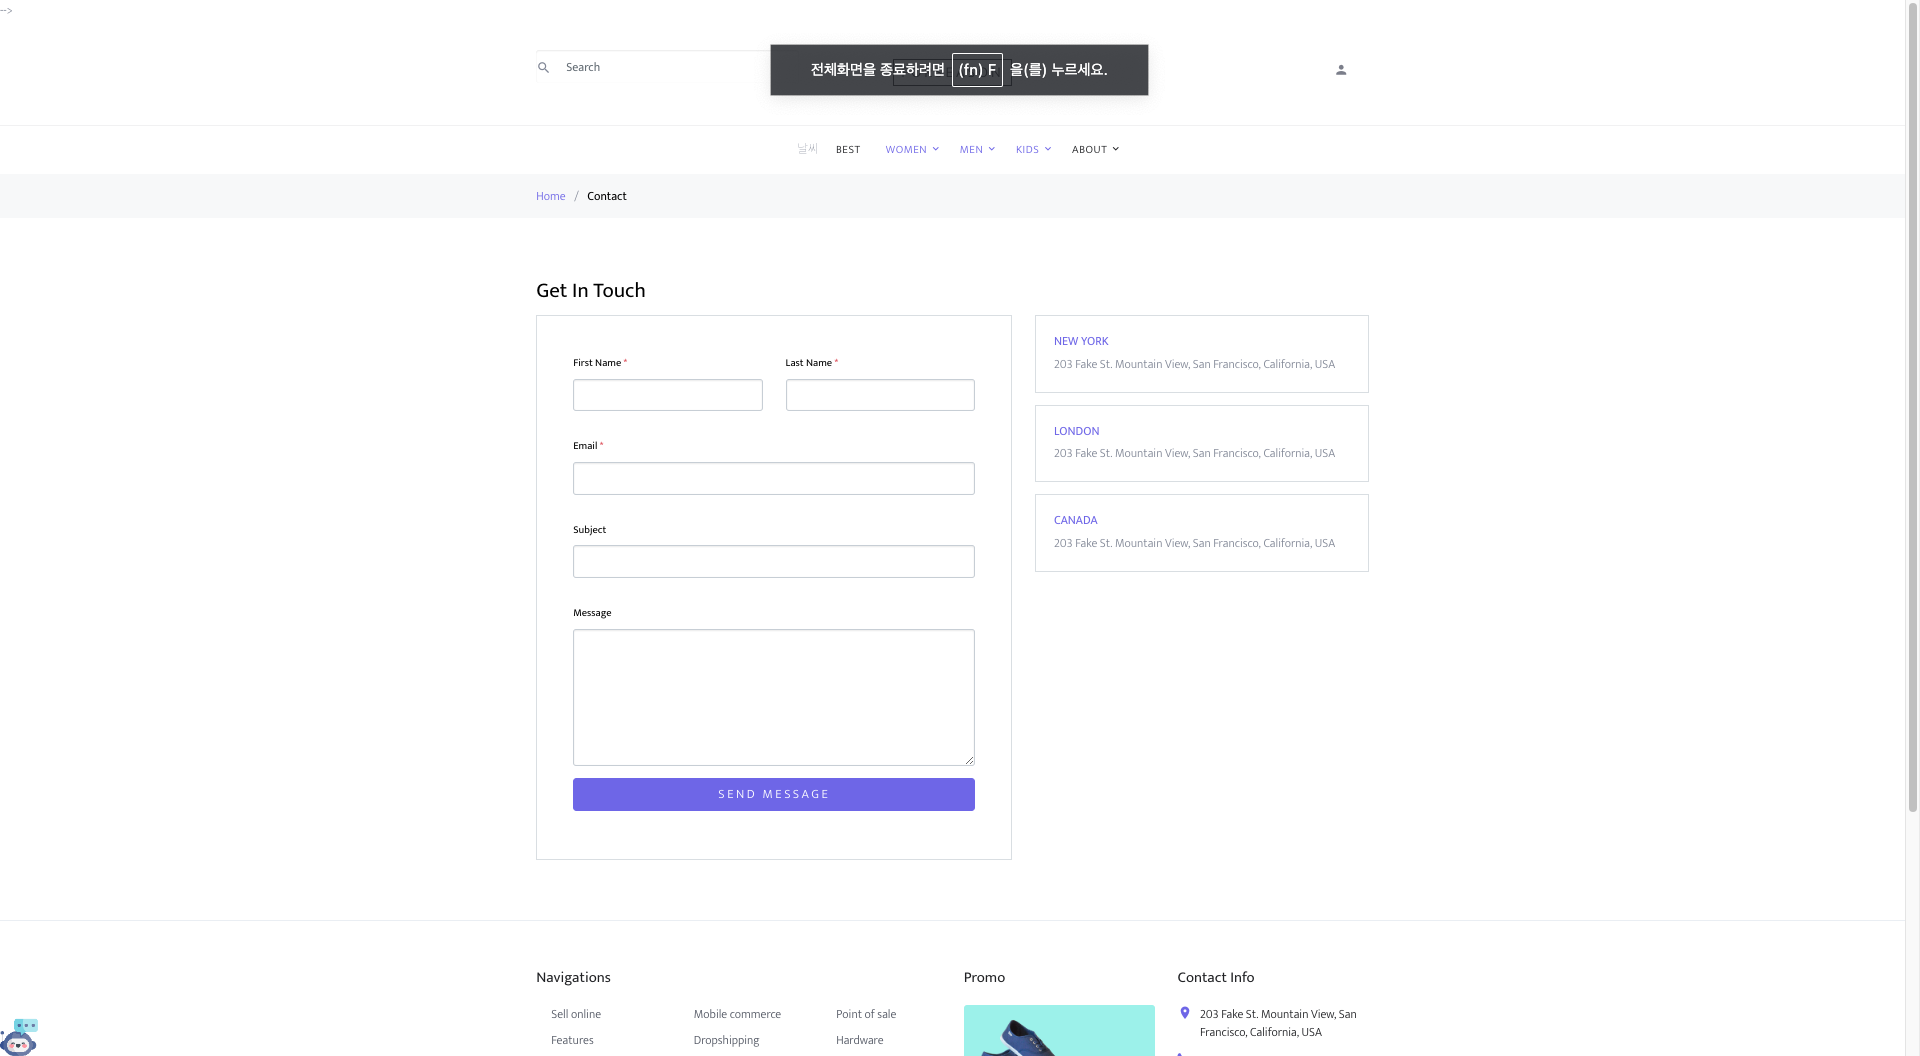 -->
Search
전체화면을 종료하려면 (fn) F 을(를) 누르세요.
날씨 BEST WOMEN MEN KIDS ABOUT
Home / Contact
Get In Touch
First Name *
Last Name *
Email *
Subject
Message
SEND MESSAGE
NEW YORK
203 Fake St. Mountain View, San Francisco, California, USA
LONDON
203 Fake St. Mountain View, San Francisco, California, USA
CANADA
203 Fake St. Mountain View, San Francisco, California, USA
Navigations
Sell online
Features
Mobile commerce
Dropshipping
Point of sale
Hardware
Promo
Contact Info
203 Fake St. Mountain View, San
Francisco, California, USA